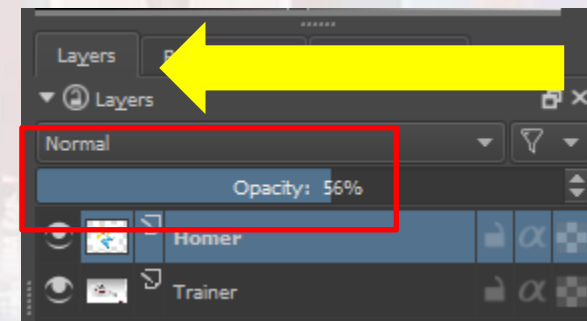 Layers
Layers
Normal
Opacity: 56%
Homer
Trainer